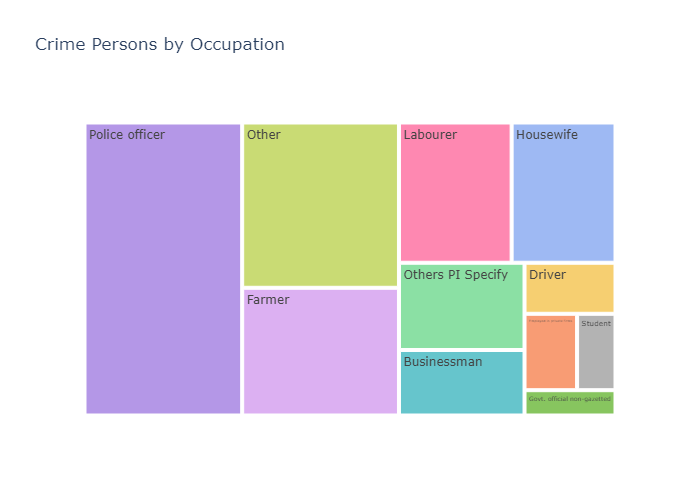 Crime Persons by Occupation
Police officer
Other
Labourer
Housewife
Farmer
Others PI Specify
Driver
Student
Businessman
Govt. official non-gazetted